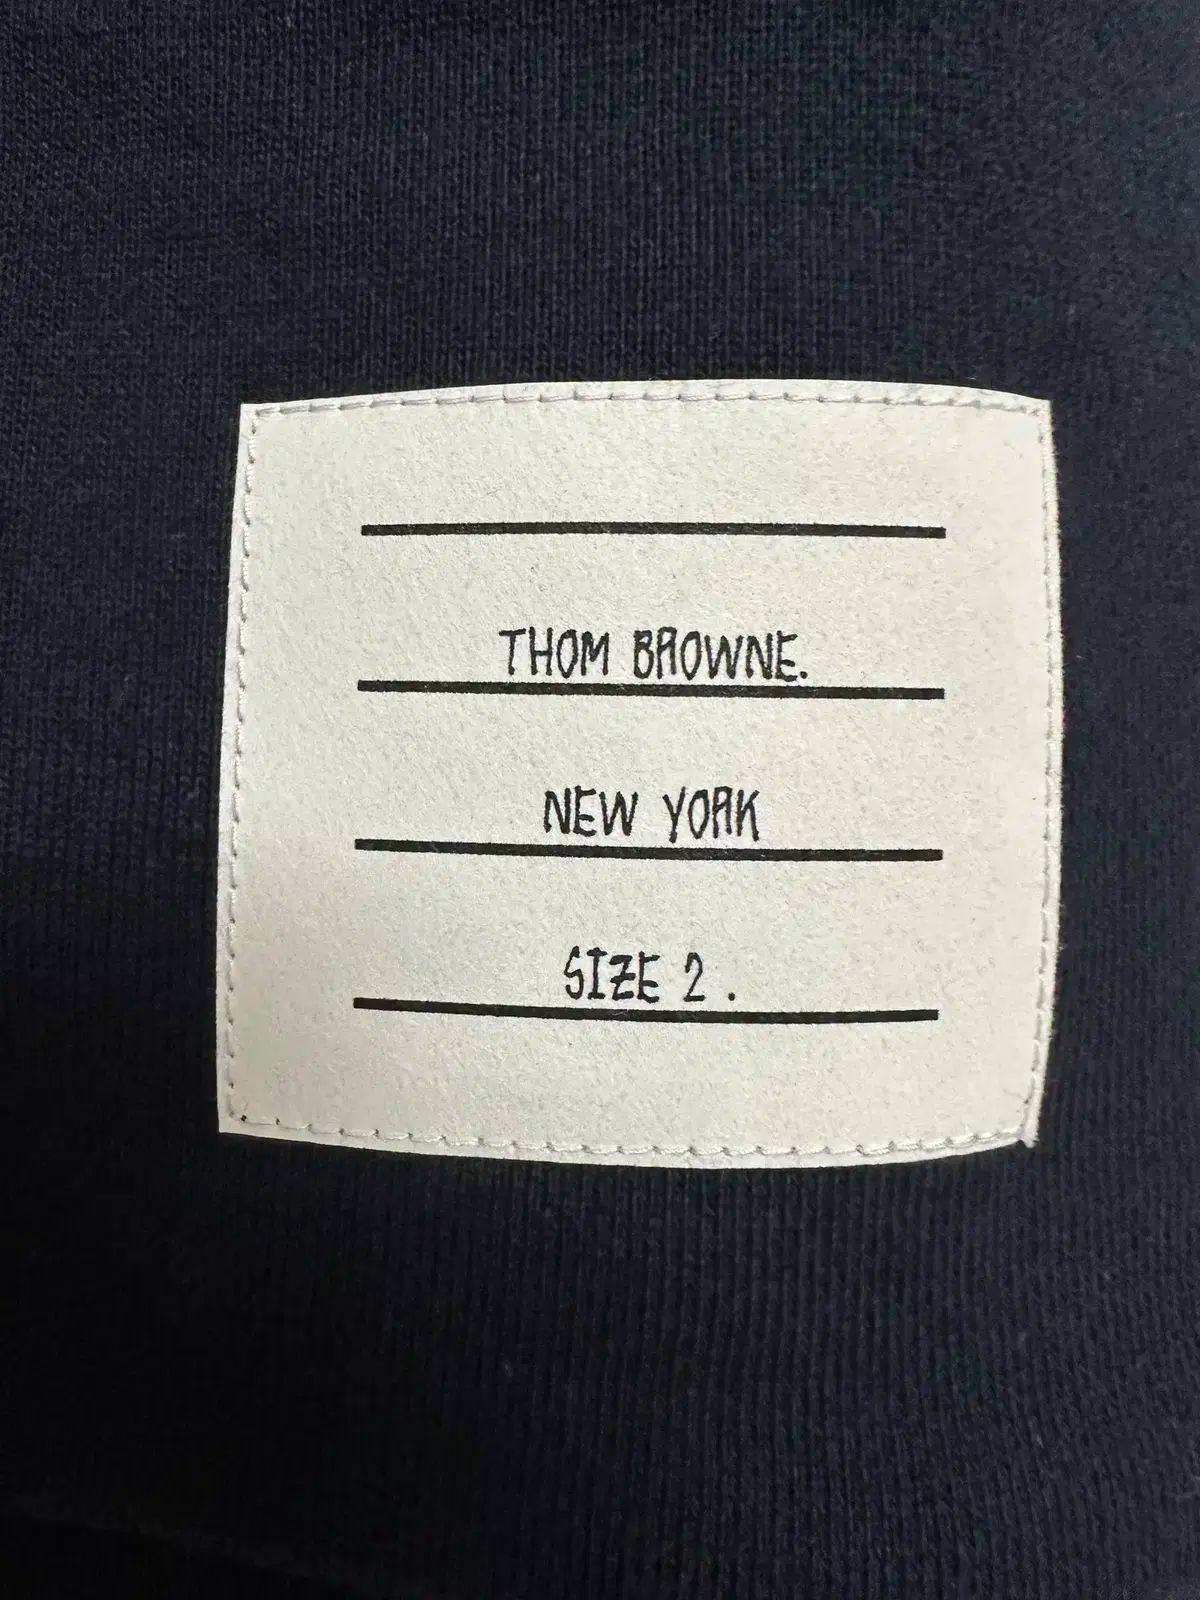 THOM BROWNE.
NEW YORK
SIZE 2 .